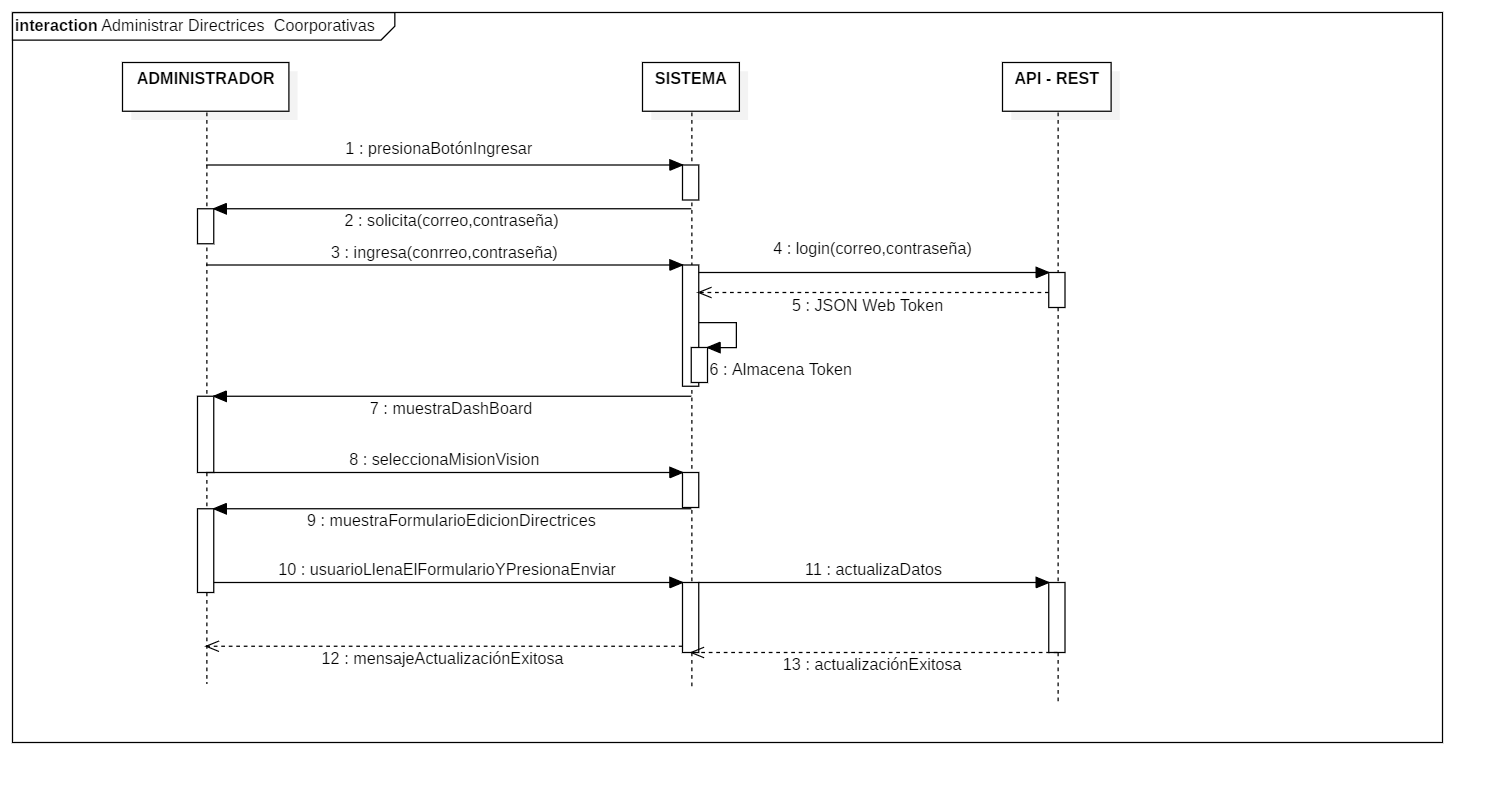 interaction Administrar Directrices  Coorporativas
ADMINISTRADOR
SISTEMA
API - REST
1 : presionaBotónIngresar
2 : solicita(correo,contraseña)
3 : ingresa(conrreo,contraseña)
4 : login(correo,contraseña)
5 : JSON Web Token
6 : Almacena Token
7 : muestraDashBoard
8 : seleccionaMisionVision
9 : muestraFormularioEdicionDirectrices
10 : usuarioLlenaElFormularioYPresionaEnviar
11 : actualizaDatos
12 : mensajeActualizaciónExitosa
13 : actualizaciónExitosa